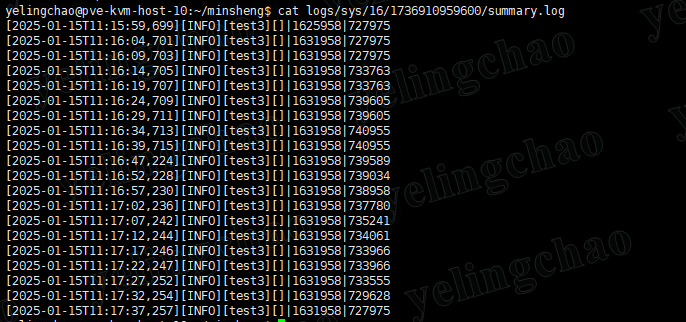 yelingchao@pve-kvm-host-10:~/minsheng$ cat logs/sys/16/1736910959600/summary.log
[2025-01-15T11:15:59,699][INFO][test3][]|1625958|727975
[2025-01-15T11:16:04,701][INFO][test3][]|1631958|727975
[2025-01-15T11:16:09,703][INFO][test3][]|1631958|727975
[2025-01-15T11:16:14,705][INFO][test3][]|1631958|733763
[2025-01-15T11:16:19,707][INFO][test3][]|1631958|733763
[2025-01-15T11:16:24,709][INFO][test3][]|1631958|739605
[2025-01-15T11:16:29,711][INFO][test3][]|1631958|739605
[2025-01-15T11:16:34,713][INFO][test3][]|1631958|740955
[2025-01-15T11:16:39,715][INFO][test3][]|1631958|740955
[2025-01-15T11:16:47,224][INFO][test3][]|1631958|739589
[2025-01-15T11:16:52,228][INFO][test3][]|1631958|739034
[2025-01-15T11:16:57,230][INFO][test3][]|1631958|738958
[2025-01-15T11:17:02,236][INFO][test3][]|1631958|737780
[2025-01-15T11:17:07,242][INFO][test3][]|1631958|735241
[2025-01-15T11:17:12,244][INFO][test3][]|1631958|734061
[2025-01-15T11:17:17,246][INFO][test3][]|1631958|733966
[2025-01-15T11:17:22,247][INFO][test3][]|1631958|733966
[2025-01-15T11:17:27,252][INFO][test3][]|1631958|733555
[2025-01-15T11:17:32,254][INFO][test3][]|1631958|729628
[2025-01-15T11:17:37,257][INFO][test3][]|1631958|727975
yelingchao
yelingchao
yelingchao